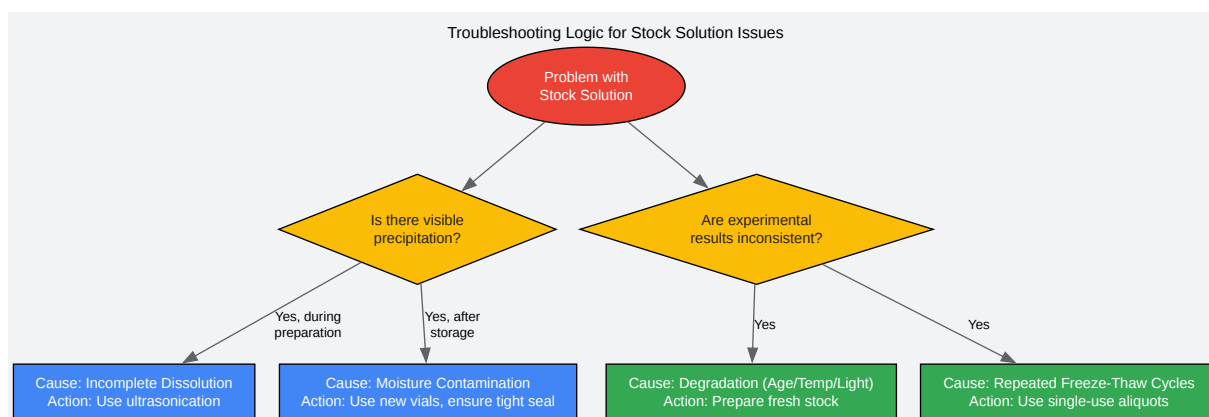 Troubleshooting Logic for Stock Solution Issues
Problem with
Stock Solution
Is there visible
precipitation?
Are experimental
results inconsistent?
Yes, during
preparation
Yes, after
storage
Yes
Yes
Cause: Incomplete Dissolution
Action: Use ultrasonication
Cause: Moisture Contamination
Action: Use new vials, ensure tight seal
Cause: Degradation (Age/Temp/Light)
Action: Prepare fresh stock
Cause: Repeated Freeze-Thaw Cycles
Action: Use single-use aliquots